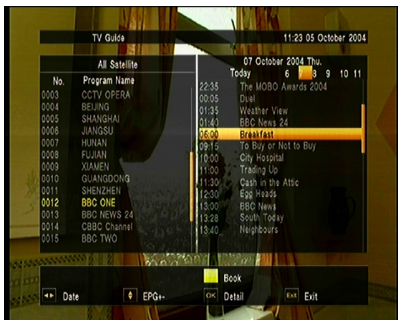 TV Guide 11:23 05 October 2004
All Satellite
No. Program Name
0003 CCTV OPERA
0004 BEIJING
0005 SHANGHAI
0006 JIANGSU
0007 HUNAN
0008 FUJIAN
0009 XIAMEN
0010 GUANGDONG
0011 SHENZHEN
0012 BBC ONE
0013 BBC NEWS 24
0014 CBBC Channel
0015 BBC TWO
07 October 2004 Thu.
Today 6 7 8 9 10 11
22:35 The MOBO Awards 2004
00:05 Duel
01:35 Weather View
01:40 BBC News 24
06:00 Breakfast
09:15 To Buy or Not to Buy
10:00 City Hospital
11:00 Trading Up
11:30 Cash in the Attic
12:30 Egg Heads
13:00 BBC News
13:28 South Today
13:40 Neighbours
Book
Date EPG+- OK Detail Exit Exit